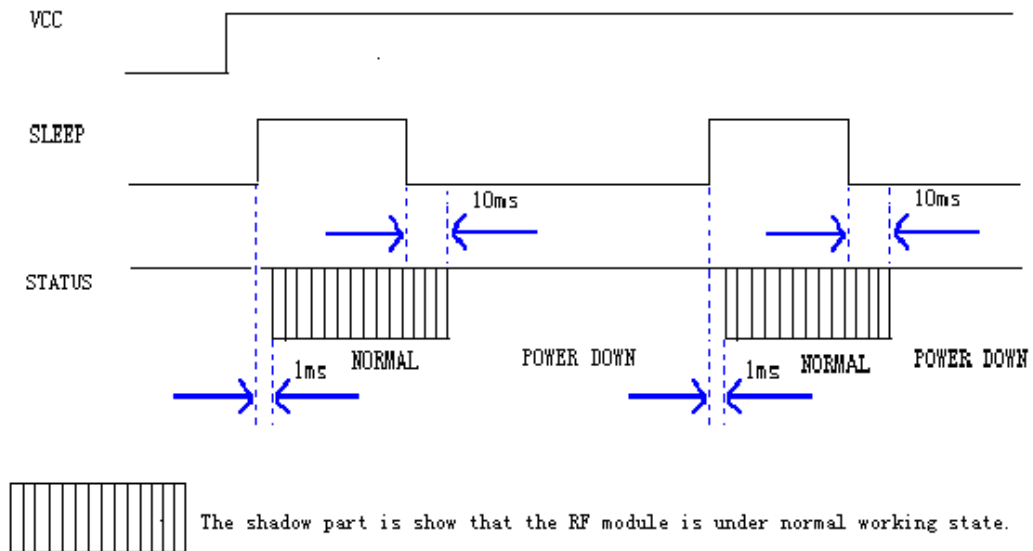 VCC
SLEEP
10ms
10ms
STATUS
1ms
NORMAL
POWER DOWN
1ms
NORMAL
POWER DOWN
The shadow part is show that the RF module is under normal working state.